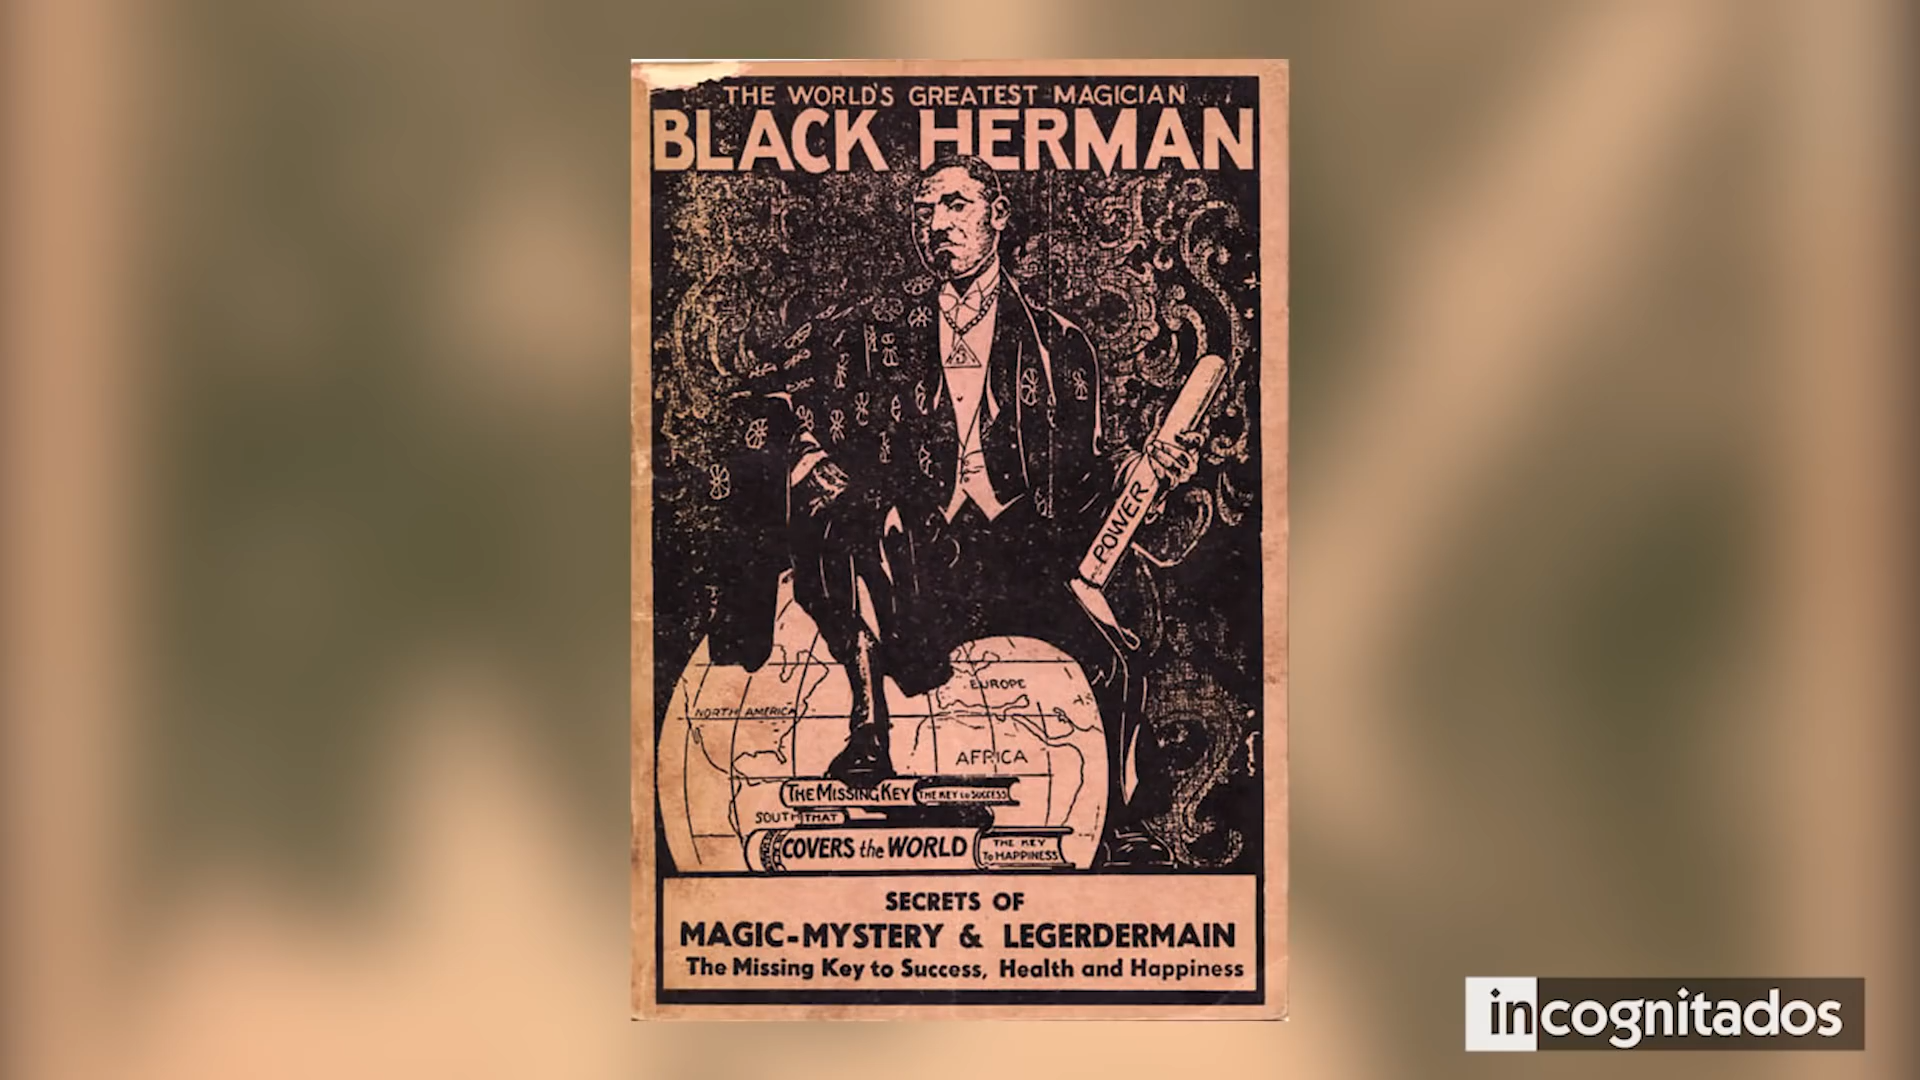 THE WORLD'S GREATEST MAGICIAN
BLACK HERMAN
POWER
EUROPE
NORTH AMERICA
AFRICA
THE MISSING KEY THE KEY to SUCCESS
SOUTH THAT
COVERS the WORLD THE KEY To HAPPINESS
SECRETS OF
MAGIC-MYSTERY & LEGERDERMAIN
The Missing Key to Success, Health and Happiness
incognitados